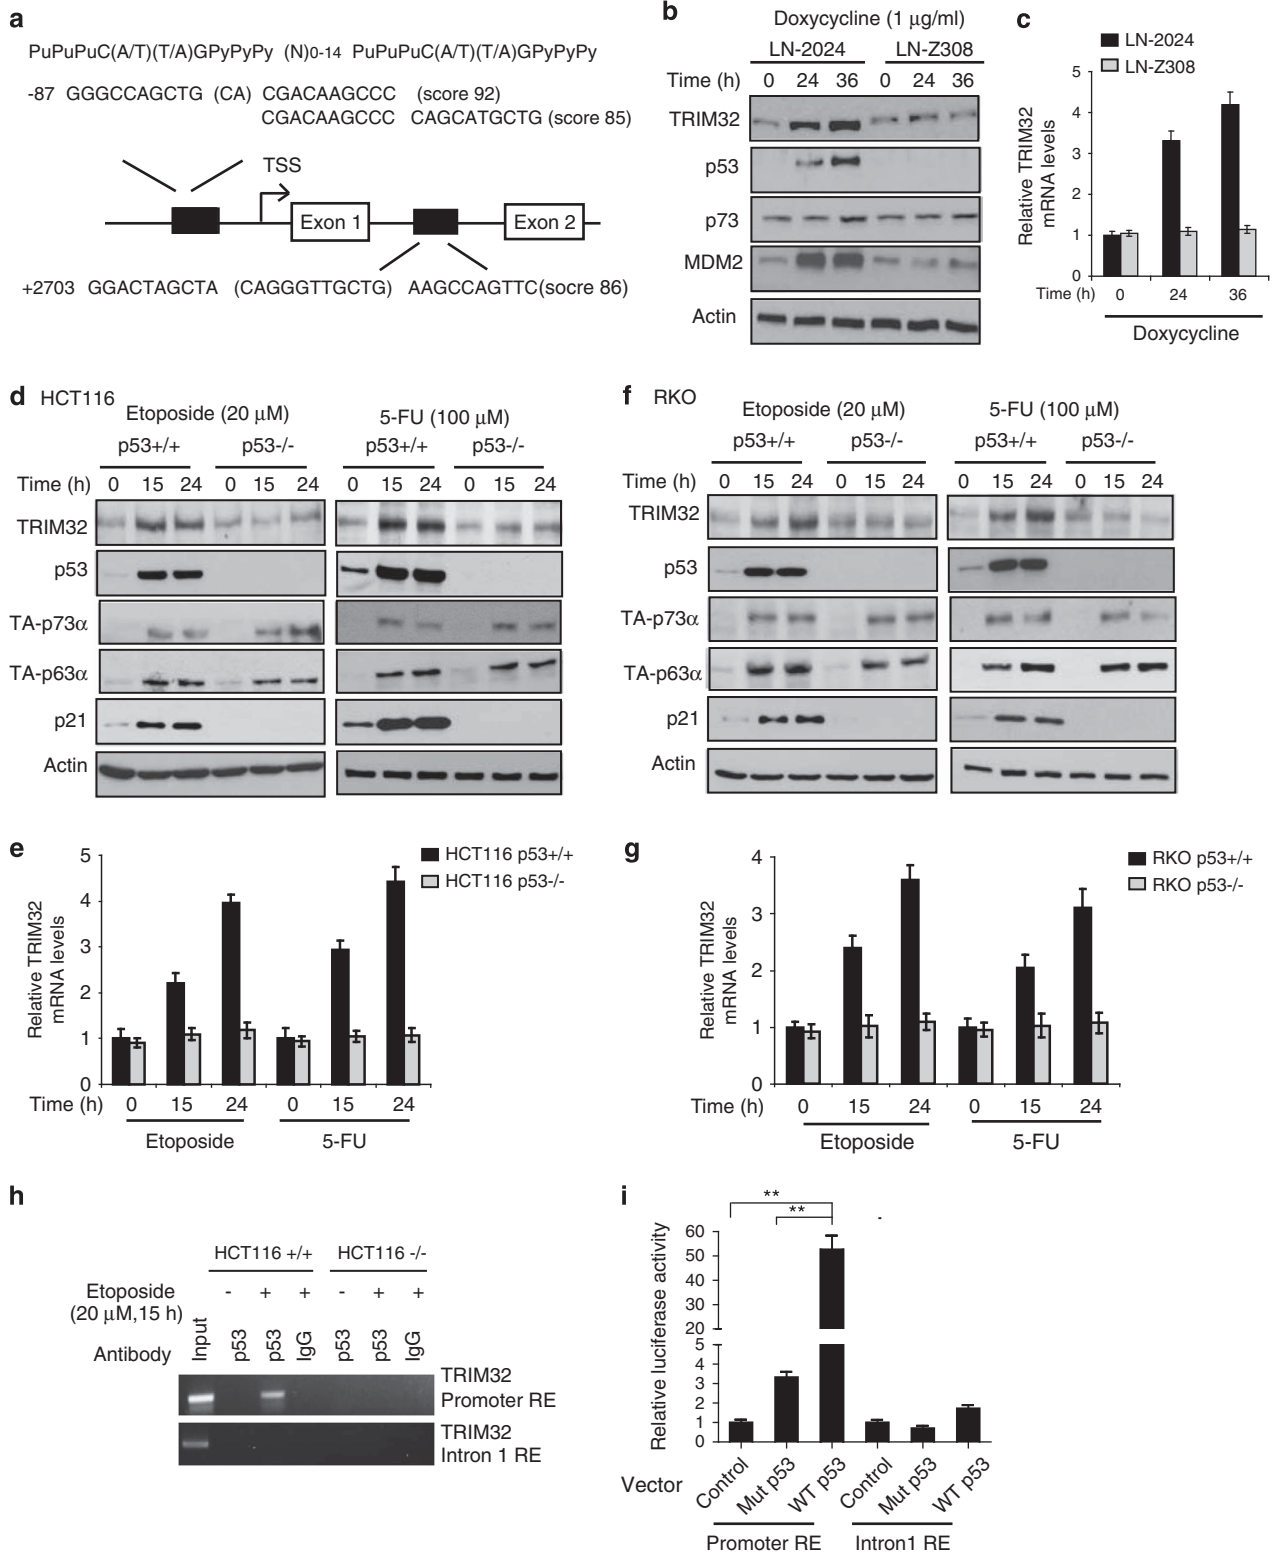 a
PuPuPuC(A/T)(T/A)GPyPyPy (N)0-14 PuPuPuC(A/T)(T/A)GPyPyPy
-87 GGGCCAGCTG (CA) CGACAAGCCC (score 92)
CGACAAGCCC CAGCATGCTG (score 85)
TSS
Exon 1 Exon 2
+2703 GGACTAGCTA (CAGGGTTGCTG) AAGCCAGTTC(socre 86)
b
Doxycycline (1 µg/ml)
LN-2024 LN-Z308
Time (h) 0 24 36 0 24 36
TRIM32
p53
p73
MDM2
Actin
c
LN-2024
LN-Z308
Relative TRIM32
mRNA levels
5
4
3
2
1
0
Time (h) 0 24 36
Doxycycline
d HCT116
Etoposide (20 µM) 5-FU (100 µM)
p53+/+ p53-/- p53+/+ p53-/-
Time (h) 0 15 24 0 15 24 0 15 24 0 15 24
TRIM32
p53
TA-p73α
TA-p63α
p21
Actin
f RKO
Etoposide (20 µM) 5-FU (100 µM)
p53+/+ p53-/- p53+/+ p53-/-
Time (h) 0 15 24 0 15 24 0 15 24 0 15 24
TRIM32
p53
TA-p73α
TA-p63α
p21
Actin
e
HCT116 p53+/+
HCT116 p53-/-
Relative TRIM32
mRNA levels
5
4
3
2
1
0
Time (h) 0 15 24 0 15 24
Etoposide 5-FU
g
RKO p53+/+
RKO p53-/-
Relative TRIM32
mRNA levels
4
3
2
1
0
Time (h) 0 15 24 0 15 24
Etoposide 5-FU
h
HCT116 +/+ HCT116 -/-
Etoposide - + + - + +
(20 µM,15 h)
Antibody Input p53 p53 IgG p53 p53 IgG
TRIM32
Promoter RE
TRIM32
Intron 1 RE
i
**
**
Relative luciferase activity
60
50
40
30
20
5
4
3
2
1
0
Vector Control Mut p53 WT p53 Control Mut p53 WT p53
Promoter RE Intron1 RE